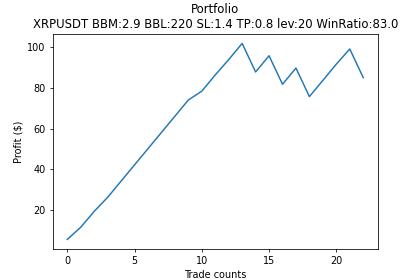 Portfolio
XRPUSDT BBM:2.9 BBL:220 SL:1.4 TP:0.8 lev:20 WinRatio:83.0
Profit ($)
100
80
60
40
20
0
5
10
15
20
Trade counts